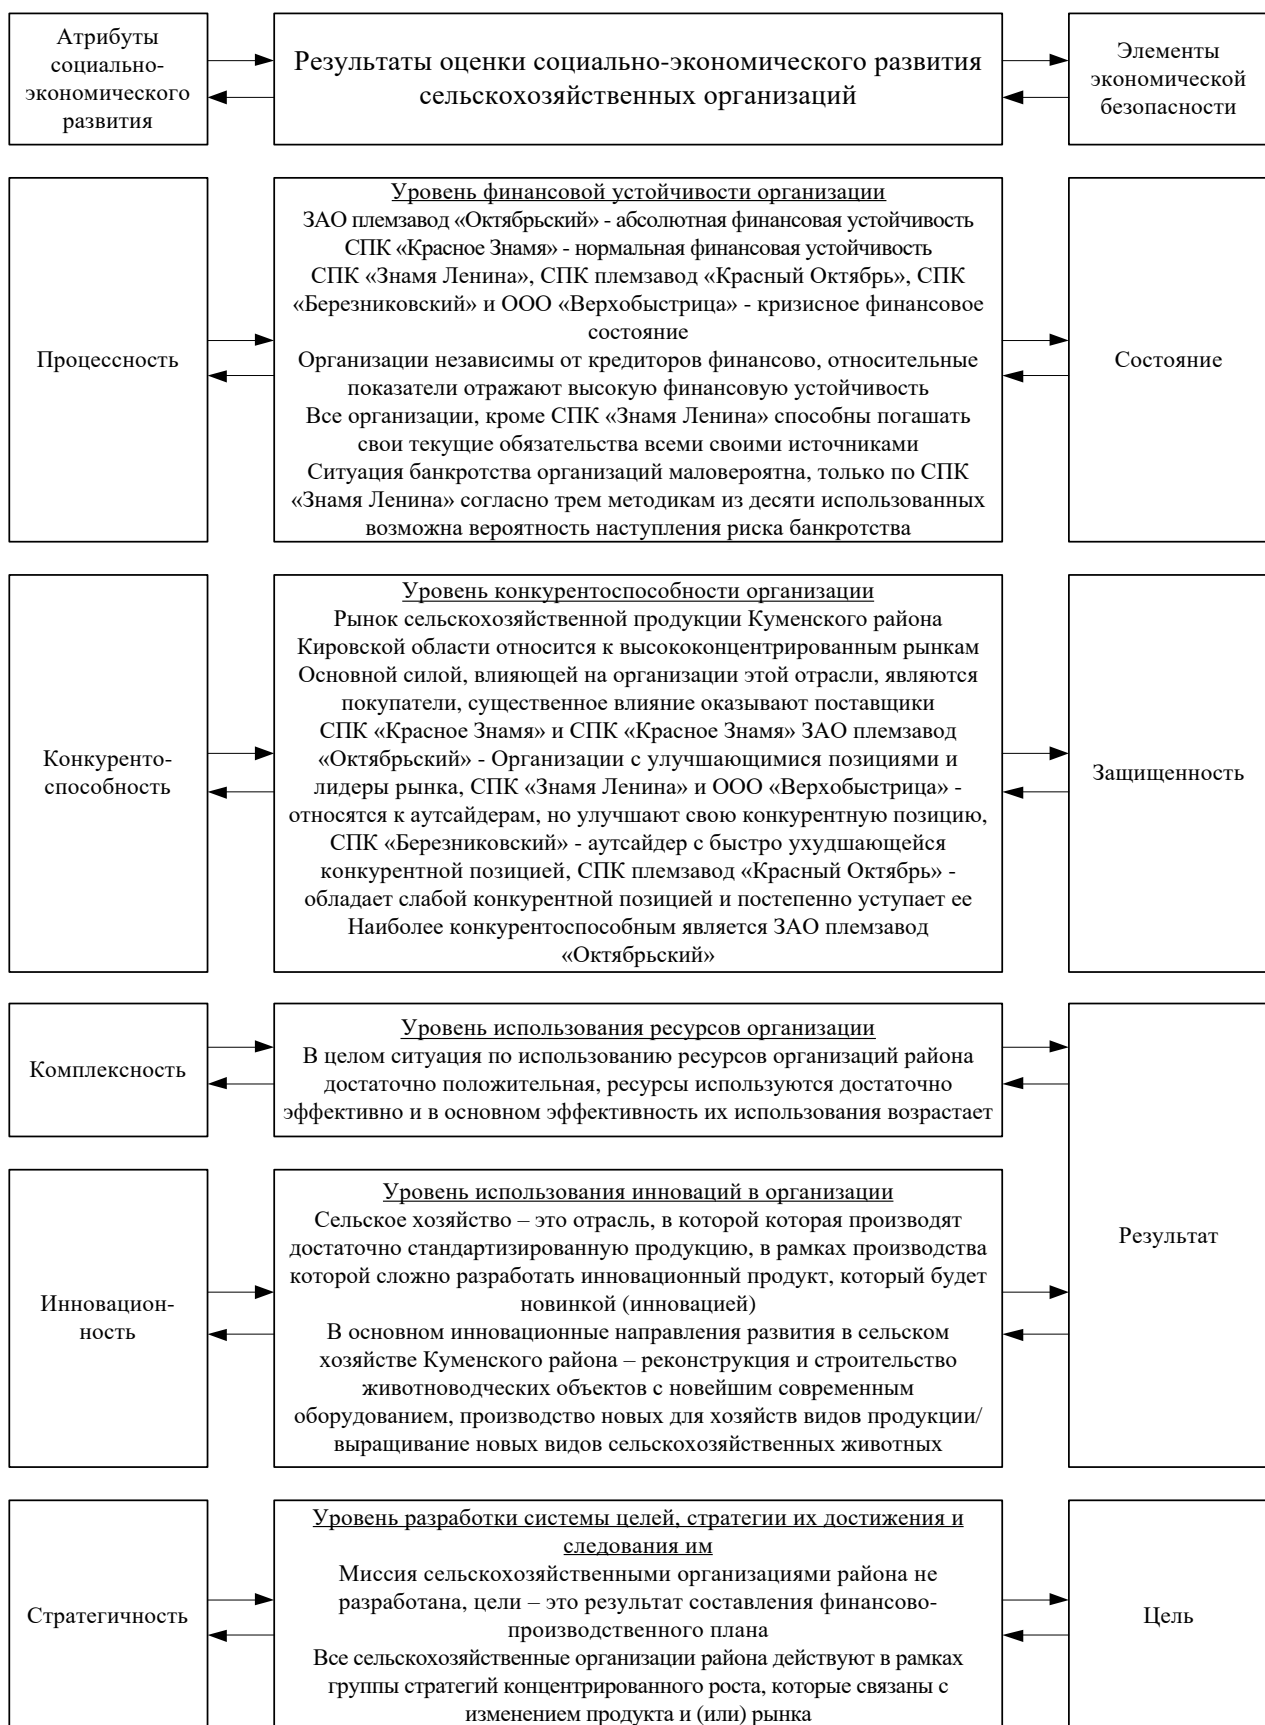 Атрибуты
социально-
экономического
развития
Результаты оценки социально-экономического развития
сельскохозяйственных организаций
Элементы
экономической
безопасности
Процессность
Уровень финансовой устойчивости организации
ЗАО племзавод «Октябрьский» - абсолютная финансовая устойчивость
СПК «Красное Знамя» - нормальная финансовая устойчивость
СПК «Знамя Ленина», СПК племзавод «Красный Октябрь», СПК
«Березниковский» и ООО «Верхобыстрица» - кризисное финансовое
состояние
Организации независимы от кредиторов финансово, относительные
показатели отражают высокую финансовую устойчивость
Все организации, кроме СПК «Знамя Ленина» способны погашать
свои текущие обязательства всеми своими источниками
Ситуация банкротства организаций маловероятна, только по СПК
«Знамя Ленина» согласно трем методикам из десяти использованных
возможна вероятность наступления риска банкротства
Состояние
Конкуренто-
способность
Уровень конкурентоспособности организации
Рынок сельскохозяйственной продукции Куменского района
Кировской области относится к высококонцентрированным рынкам
Основной силой, влияющей на организации этой отрасли, являются
покупатели, существенное влияние оказывают поставщики
СПК «Красное Знамя» и СПК «Красное Знамя» ЗАО племзавод
«Октябрьский» - Организации с улучшающимися позициями и
лидеры рынка, СПК «Знамя Ленина» и ООО «Верхобыстрица» -
относятся к аутсайдерам, но улучшают свою конкурентную позицию,
СПК «Березниковский» - аутсайдер с быстро ухудшающейся
конкурентной позицией, СПК племзавод «Красный Октябрь» -
обладает слабой конкурентной позицией и постепенно уступает ее
Наиболее конкурентоспособным является ЗАО племзавод
«Октябрьский»
Защищенность
Комплексность
Уровень использования ресурсов организации
В целом ситуация по использованию ресурсов организаций района
достаточно положительная, ресурсы используются достаточно
эффективно и в основном эффективность их использования возрастает
Результат
Инновацион-
ность
Уровень использования инноваций в организации
Сельское хозяйство – это отрасль, в которой которая производят
достаточно стандартизированную продукцию, в рамках производства
которой сложно разработать инновационный продукт, который будет
новинкой (инновацией)
В основном инновационные направления развития в сельском
хозяйстве Куменского района – реконструкция и строительство
животноводческих объектов с новейшим современным
оборудованием, производство новых для хозяйств видов продукции/
выращивание новых видов сельскохозяйственных животных
Стратегичность
Уровень разработки системы целей, стратегии их достижения и
следования им
Миссия сельскохозяйственными организациями района не
разработана, цели – это результат составления финансово-
производственного плана
Все сельскохозяйственные организации района действуют в рамках
группы стратегий концентрированного роста, которые связаны с
изменением продукта и (или) рынка
Цель